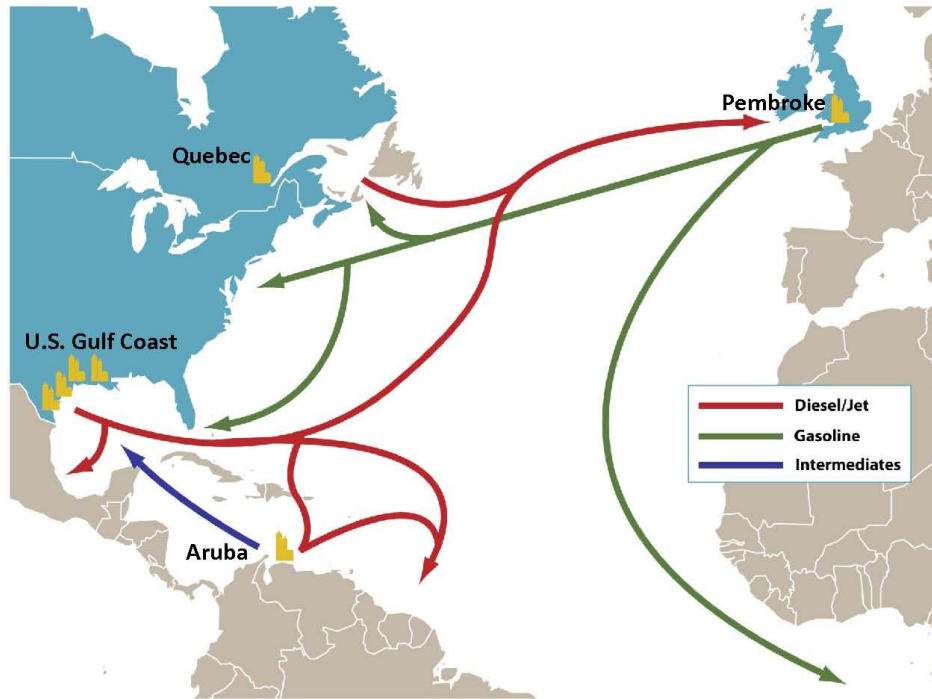 Pembroke
Quebec
U.S. Gulf Coast
Diesel/Jet
Gasoline
Intermediates
Aruba